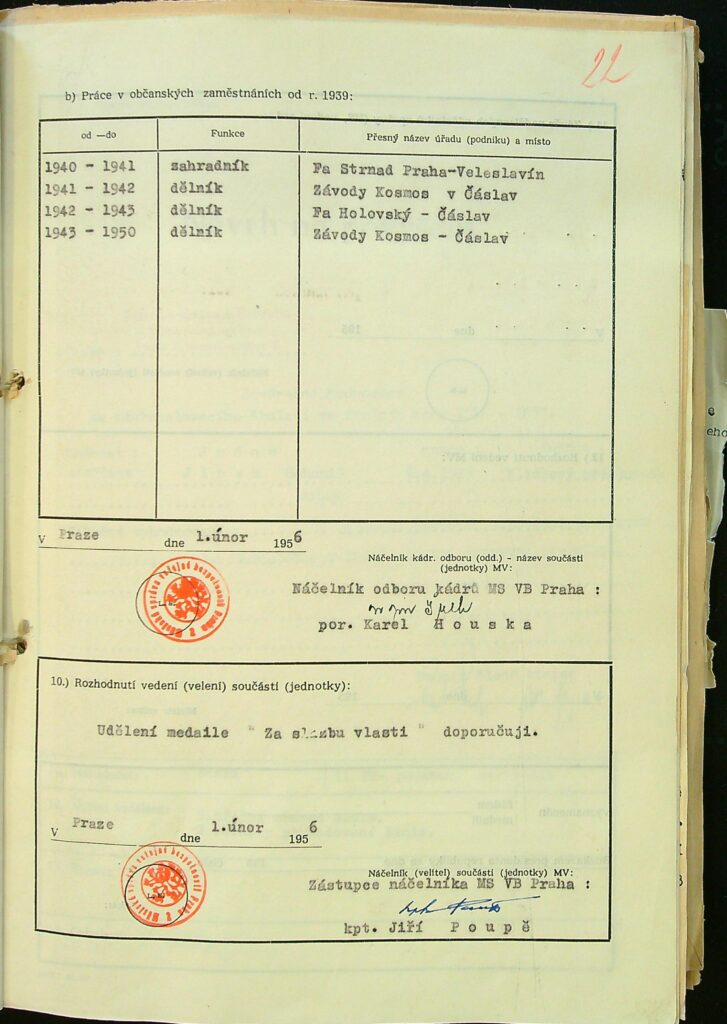 22
b) Práce v občanských zaměstnáních od r. 1939:
od —do Funkce Přesný název úřadu (podniku) a místo
1940 - 1941 zahradník Fa Strnad Praha-Veleslavín
1941 - 1942 dělník Závody Kosmos v Čáslav
1942 - 1943 dělník Fa Holovský - Čáslav
1943 - 1950 dělník Závody Kosmos - Čáslav
V Praze dne 1.únor 1956
Náčelník kádr. odboru (odd.) - název součásti
(jednotky) MV:
Náčelník odboru kádrů MS VB Praha :
por. Karel Houska
10.) Rozhodnutí vedení (velení) součásti (jednotky):
Udělení medaile " Za službu vlasti " doporučuji.
V Praze dne 1.únor 1956
Náčelník (velitel) součásti (jednotky) MV:
Zástupce náčelníka MS VB Praha :
kpt. Jiří Poupě